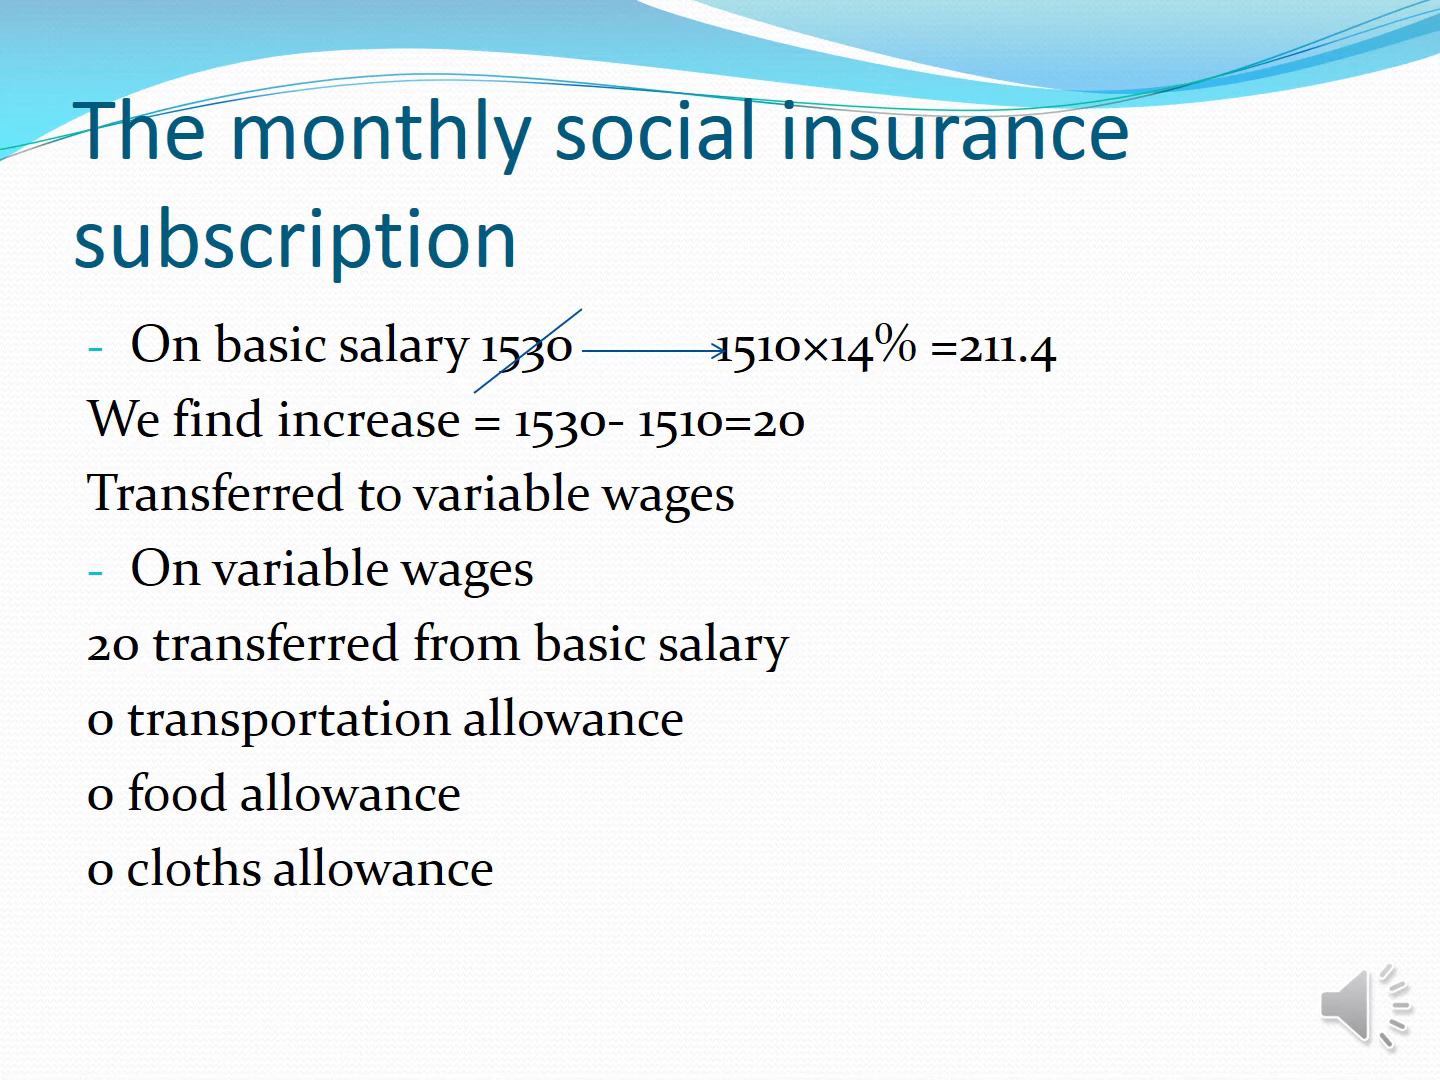 The monthly social insurance
subscription
- On basic salary 1530 1510×14% =211.4
We find increase = 1530- 1510=20
Transferred to variable wages
- On variable wages
20 transferred from basic salary
0 transportation allowance
0 food allowance
0 cloths allowance